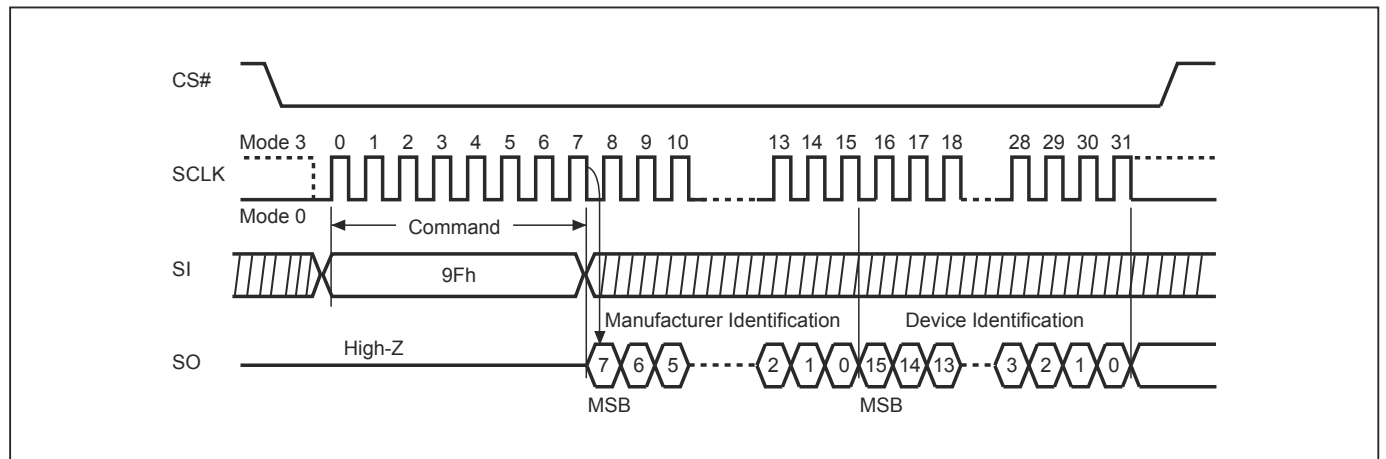 CS#
Mode 3 0 1 2 3 4 5 6 7 8 9 10 13 14 15 16 17 18 28 29 30 31
SCLK
Mode 0
Command
SI
9Fh
Manufacturer Identification Device Identification
High-Z
SO
7 6 5 2 1 0 15 14 13 3 2 1 0
MSB MSB